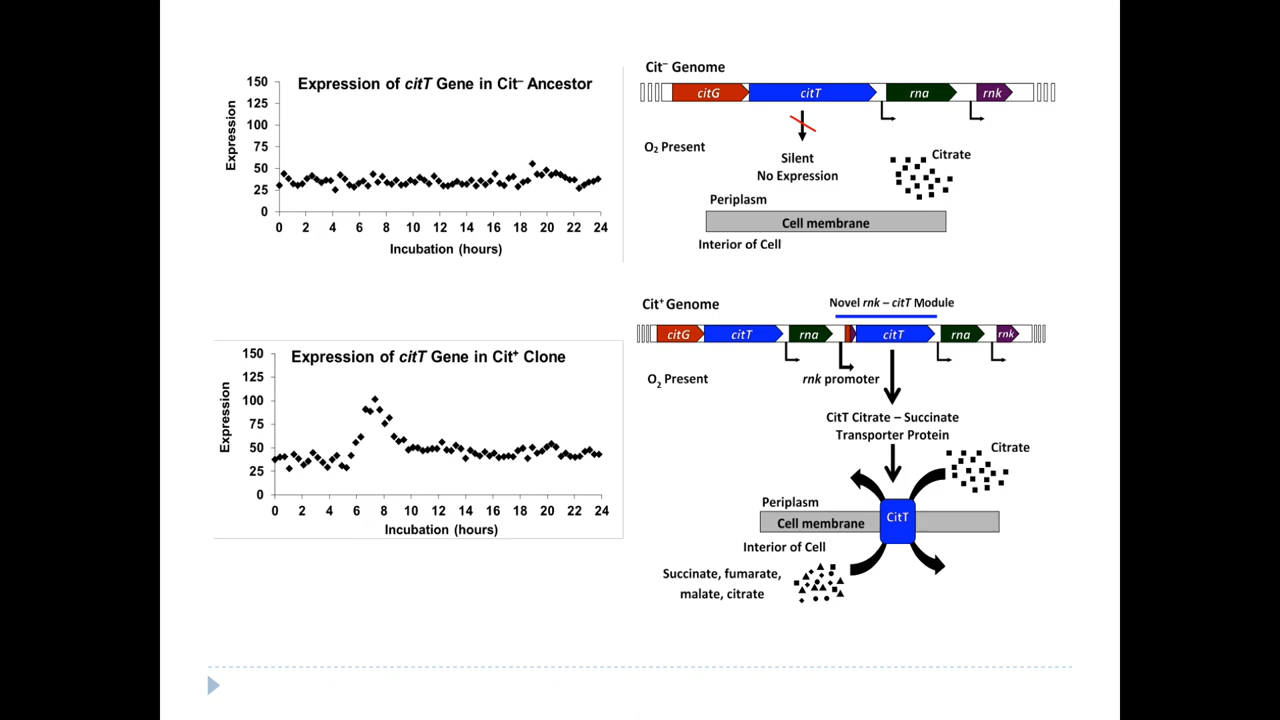 Expression of citT Gene in Cit– Ancestor
Expression
150
125
100
75
50
25
0
0 2 4 6 8 10 12 14 16 18 20 22 24
Incubation (hours)
Cit– Genome
citG citT rna rnk
O2 Present
Silent
No Expression
Citrate
Periplasm
Cell membrane
Interior of Cell
Expression of citT Gene in Cit+ Clone
Expression
150
125
100
75
50
25
0
0 2 4 6 8 10 12 14 16 18 20 22 24
Incubation (hours)
Cit+ Genome
Novel rnk – citT Module
citG citT rna citT rna rnk
O2 Present
rnk promoter
CitT Citrate – Succinate
Transporter Protein
Citrate
Periplasm
Cell membrane
CitT
Interior of Cell
Succinate, fumarate,
malate, citrate